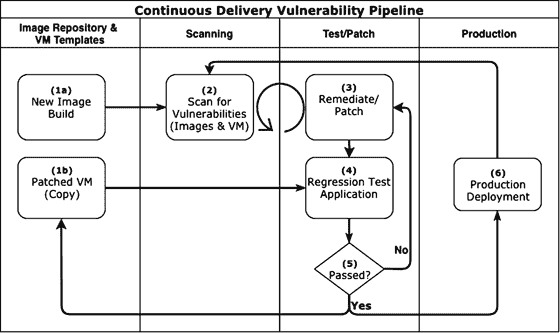 Continuous Delivery Vulnerability Pipeline
Image Repository &
VM Templates
Scanning
Test/Patch
Production
(1a)
New Image
Build
(2)
Scan for
Vulnerabilities
(Images & VM)
(3)
Remediate/
Patch
(1b)
Patched VM
(Copy)
(4)
Regression Test
Application
(6)
Production
Deployment
(5)
Passed?
No
Yes